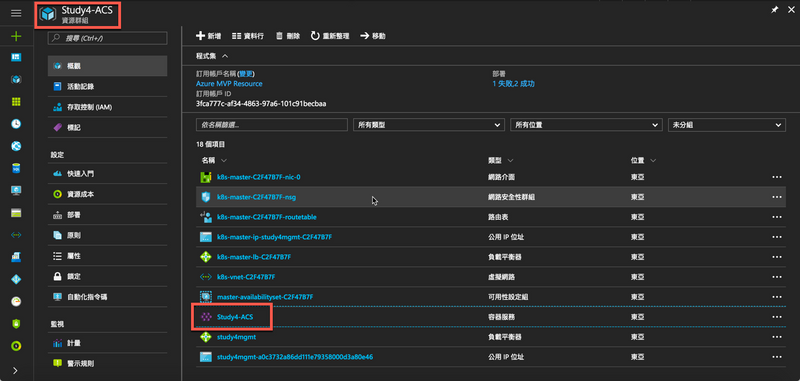 Study4-ACS
資源群組
搜尋 (Ctrl+/)
概觀
活動記錄
存取控制 (IAM)
標記
設定
快速入門
資源成本
部署
原則
屬性
鎖定
自動化指令碼
監視
計量
警示規則
新增 資料行 刪除 重新整理 移動
程式集
訂用帳戶名稱 (變更)
Azure MVP Resource
訂用帳戶 ID
3fca777c-af34-4863-97a6-101c91becbaa
部署
1 失敗,2 成功
依名稱篩選... 所有類型 所有位置 未分組
18 個項目
名稱 類型 位置
k8s-master-C2F47B7F-nic-0 網路介面 東亞
k8s-master-C2F47B7F-nsg 網路安全性群組 東亞
k8s-master-C2F47B7F-routetable 路由表 東亞
k8s-master-ip-study4mgmt-C2F47B7F 公用 IP 位址 東亞
k8s-master-lb-C2F47B7F 負載平衡器 東亞
k8s-vnet-C2F47B7F 虛擬網路 東亞
master-availabilityset-C2F47B7F 可用性設定組 東亞
Study4-ACS 容器服務 東亞
study4mgmt 負載平衡器 東亞
study4mgmt-a0c3732a86dd111e79358000d3a80e46 公用 IP 位址 東亞